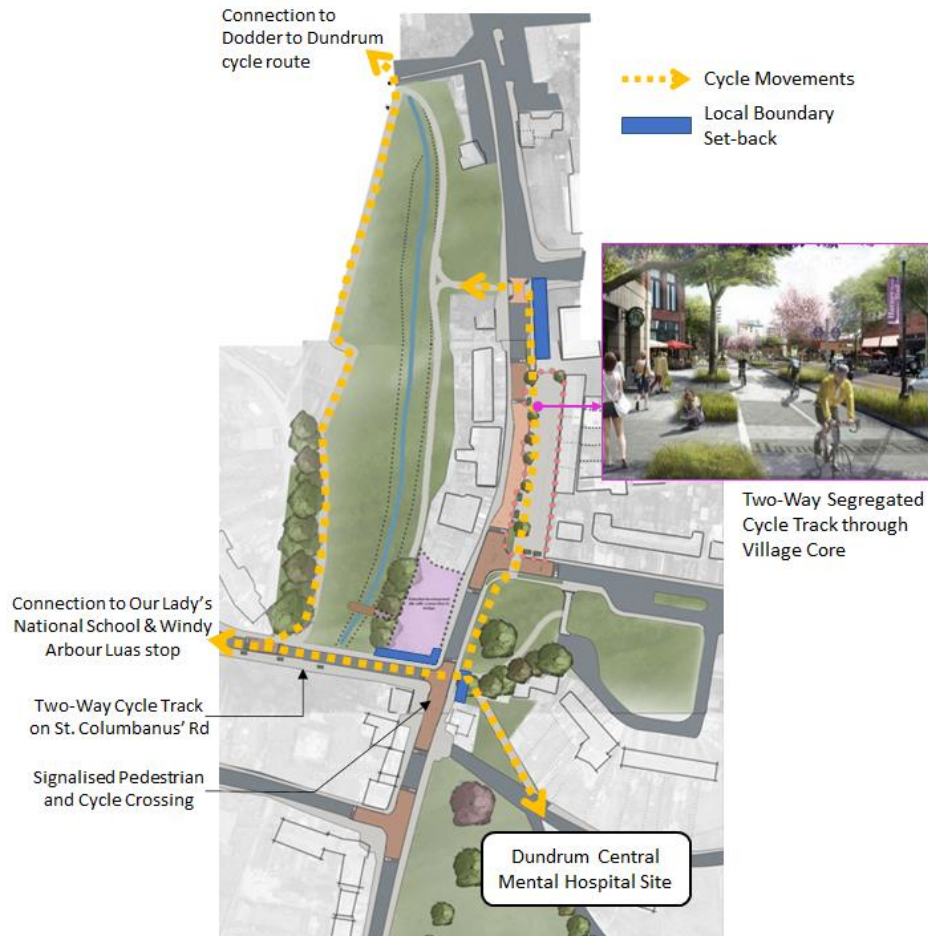 Connection to
Dodder to Dundrum
cycle route
Cycle Movements
Local Boundary
Set-back
Two-Way Segregated
Cycle Track through
Village Core
Connection to Our Lady’s
National School & Windy
Arbour Luas stop
Two-Way Cycle Track
on St. Columbanus’ Rd
Signalised Pedestrian
and Cycle Crossing
Dundrum Central
Mental Hospital Site